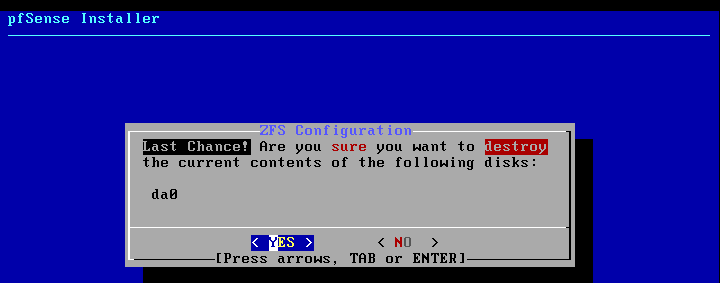 pfSense Installer
ZFS Configuration
Last Chance! Are you sure you want to destroy
the current contents of the following disks:
da0
< YES > < NO >
[Press arrows, TAB or ENTER]